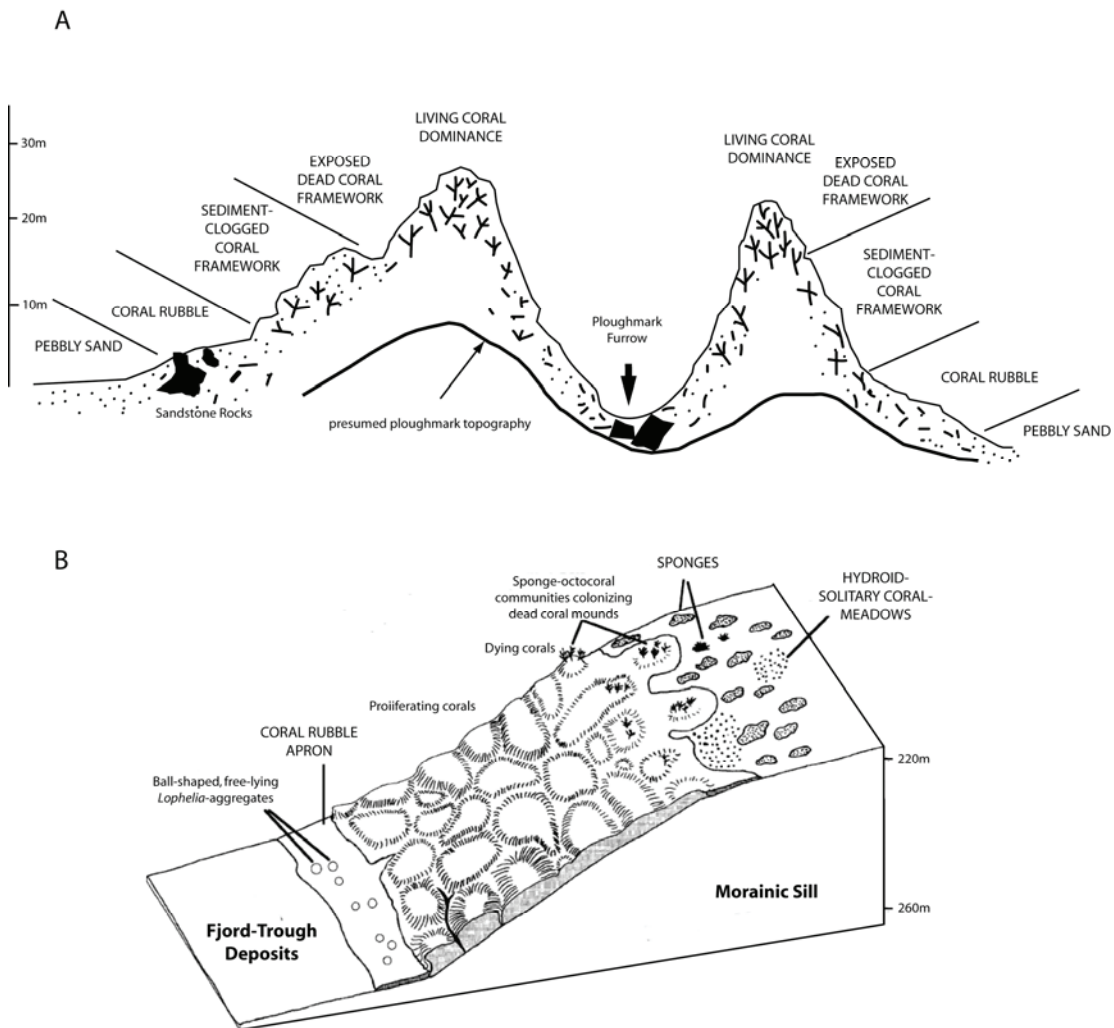 A
30m
20m
10m
LIVING CORAL
DOMINANCE
LIVING CORAL
DOMINANCE
EXPOSED
DEAD CORAL
FRAMEWORK
EXPOSED
DEAD CORAL
FRAMEWORK
SEDIMENT-
CLOGGED
CORAL
FRAMEWORK
SEDIMENT-
CLOGGED
CORAL
FRAMEWORK
CORAL RUBBLE
PEBBLY SAND
Sandstone Rocks
Ploughmark
Furrow
presumed ploughmark topography
CORAL RUBBLE
PEBBLY SAND
B
SPONGES
Sponge-octocoral
communities colonizing
dead coral mounds
HYDROID-
SOLITARY CORAL-
MEADOWS
Dying corals
Proiiferating corals
CORAL RUBBLE
APRON
Ball-shaped, free-lying
Lophelia-aggregates
220m
260m
Morainic Sill
Fjord-Trough
Deposits